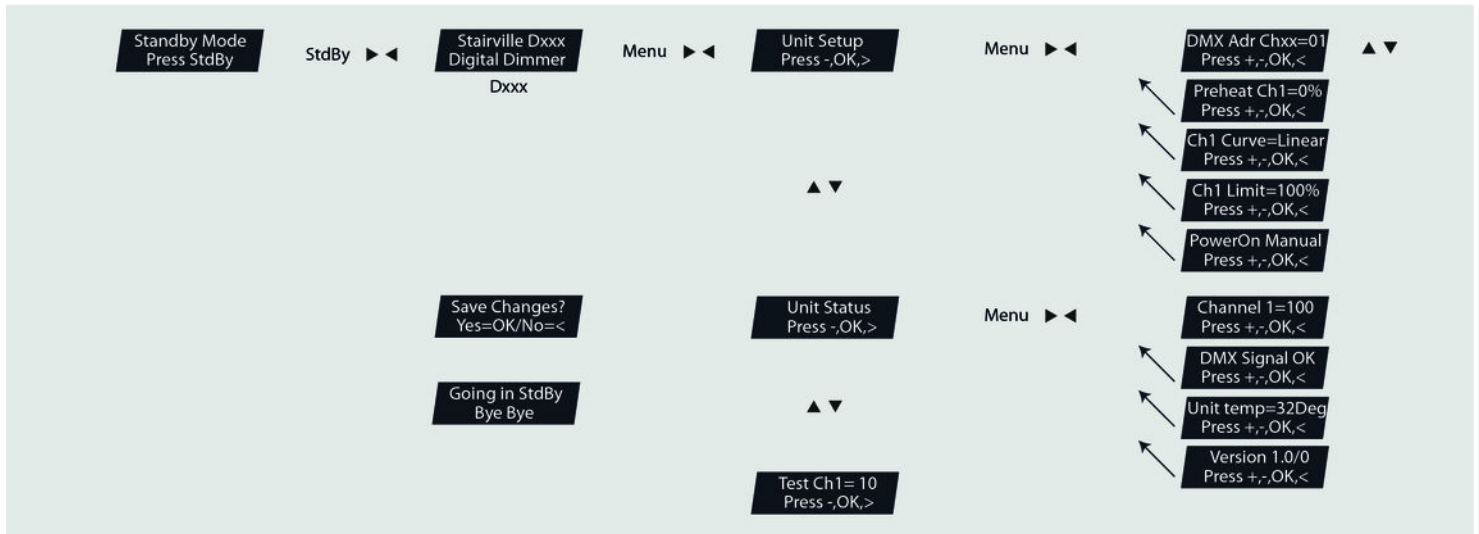 Standby Mode
Press StdBy
StdBy ▶ ◀
Stairville Dxxx
Digital Dimmer
Dxxx
Menu ▶ ◀
Unit Setup
Press -,OK,>
Menu ▶ ◀
DMX Adr Chxx=01
Press +,-,OK,<
▲ ▼
Preheat Ch1=0%
Press +,-,OK,<
Ch1 Curve=Linear
Press +,-,OK,<
▲ ▼
Ch1 Limit=100%
Press +,-,OK,<
PowerOn Manual
Press +,-,OK,<
Save Changes?
Yes=OK/No=<
Unit Status
Press -,OK,>
Menu ▶ ◀
Channel 1=100
Press +,-,OK,<
DMX Signal OK
Press +,-,OK,<
Going in StdBy
Bye Bye
▲ ▼
Unit temp=32Deg
Press +,-,OK,<
Version 1.0/0
Press +,-,OK,<
Test Ch1= 10
Press -,OK,>